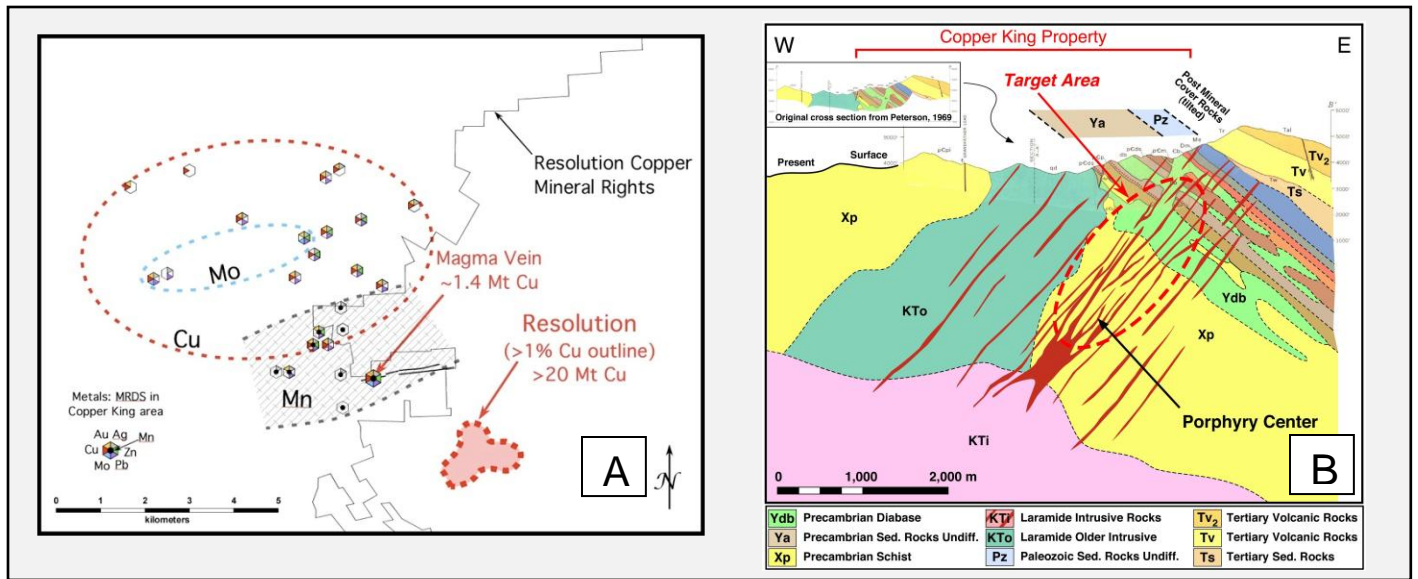 Resolution Copper
Mineral Rights
Mo
Cu
Magma Vein
~1.4 Mt Cu
Resolution
(>1% Cu outline)
>20 Mt Cu
Mn
Metals: MRDS in
Copper King area
Au Ag
Mn
Cu
Zn
Mo Pb
0 1 2 3 4 5
kilometers
N
A
W
Copper King Property
E
Target Area
Post Mineral
Cover Rocks
(tilted)
Original cross section from Peterson, 1969
Ya
Pz
Present Surface
Tv2
Tv
Ts
Xp
KTo
Ydb
Xp
KTi
Porphyry Center
0 1,000 2,000 m
B
Ydb Precambrian Diabase
Ya Precambrian Sed. Rocks Undiff.
Xp Precambrian Schist
KTi Laramide Intrusive Rocks
KTo Laramide Older Intrusive
Pz Paleozoic Sed. Rocks Undiff.
Tv2 Tertiary Volcanic Rocks
Tv Tertiary Volcanic Rocks
Ts Tertiary Sed. Rocks